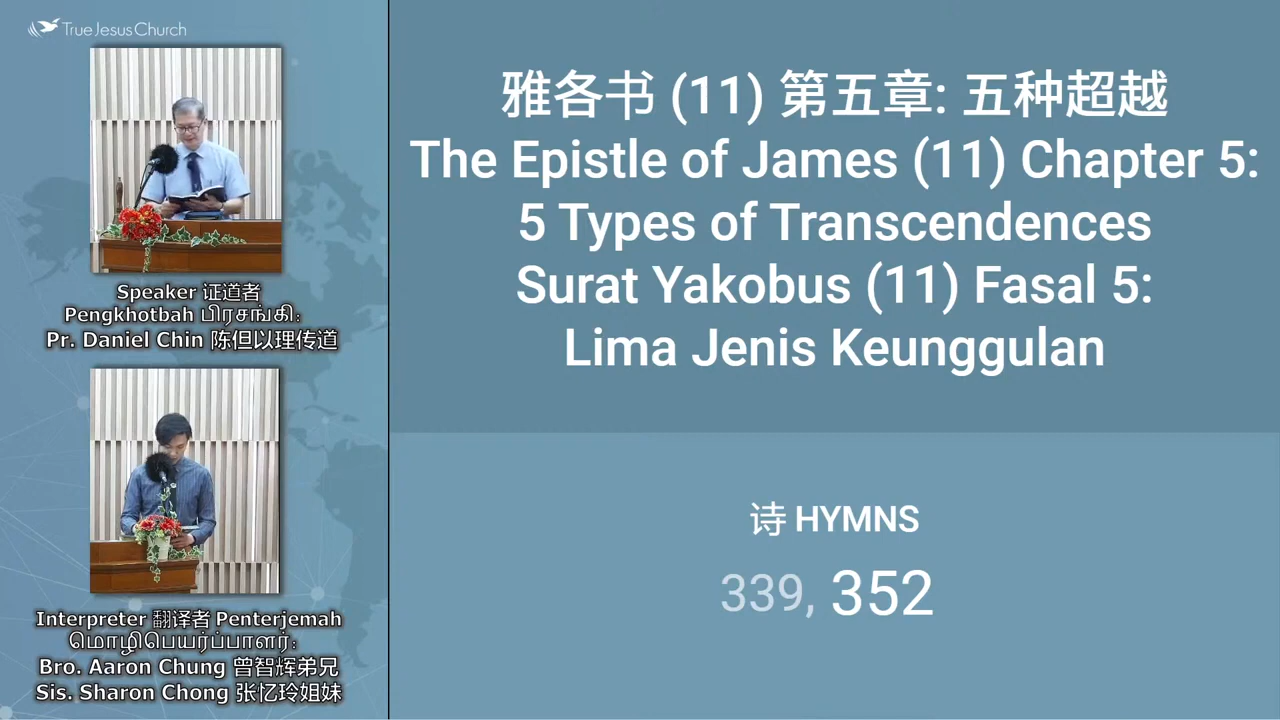 TrueJesusChurch
Speaker 证道者
Pengkhotbah பிரசங்கி:
Pr. Daniel Chin 陈但以理传道
Interpreter 翻译者 Penterjemah
மொழிபெயர்ப்பாளர்:
Bro. Aaron Chung 曾智辉弟兄
Sis. Sharon Chong 张忆玲姐妹
雅各书 (11) 第五章: 五种超越
The Epistle of James (11) Chapter 5:
5 Types of Transcendences
Surat Yakobus (11) Fasal 5:
Lima Jenis Keunggulan
诗 HYMNS
339, 352